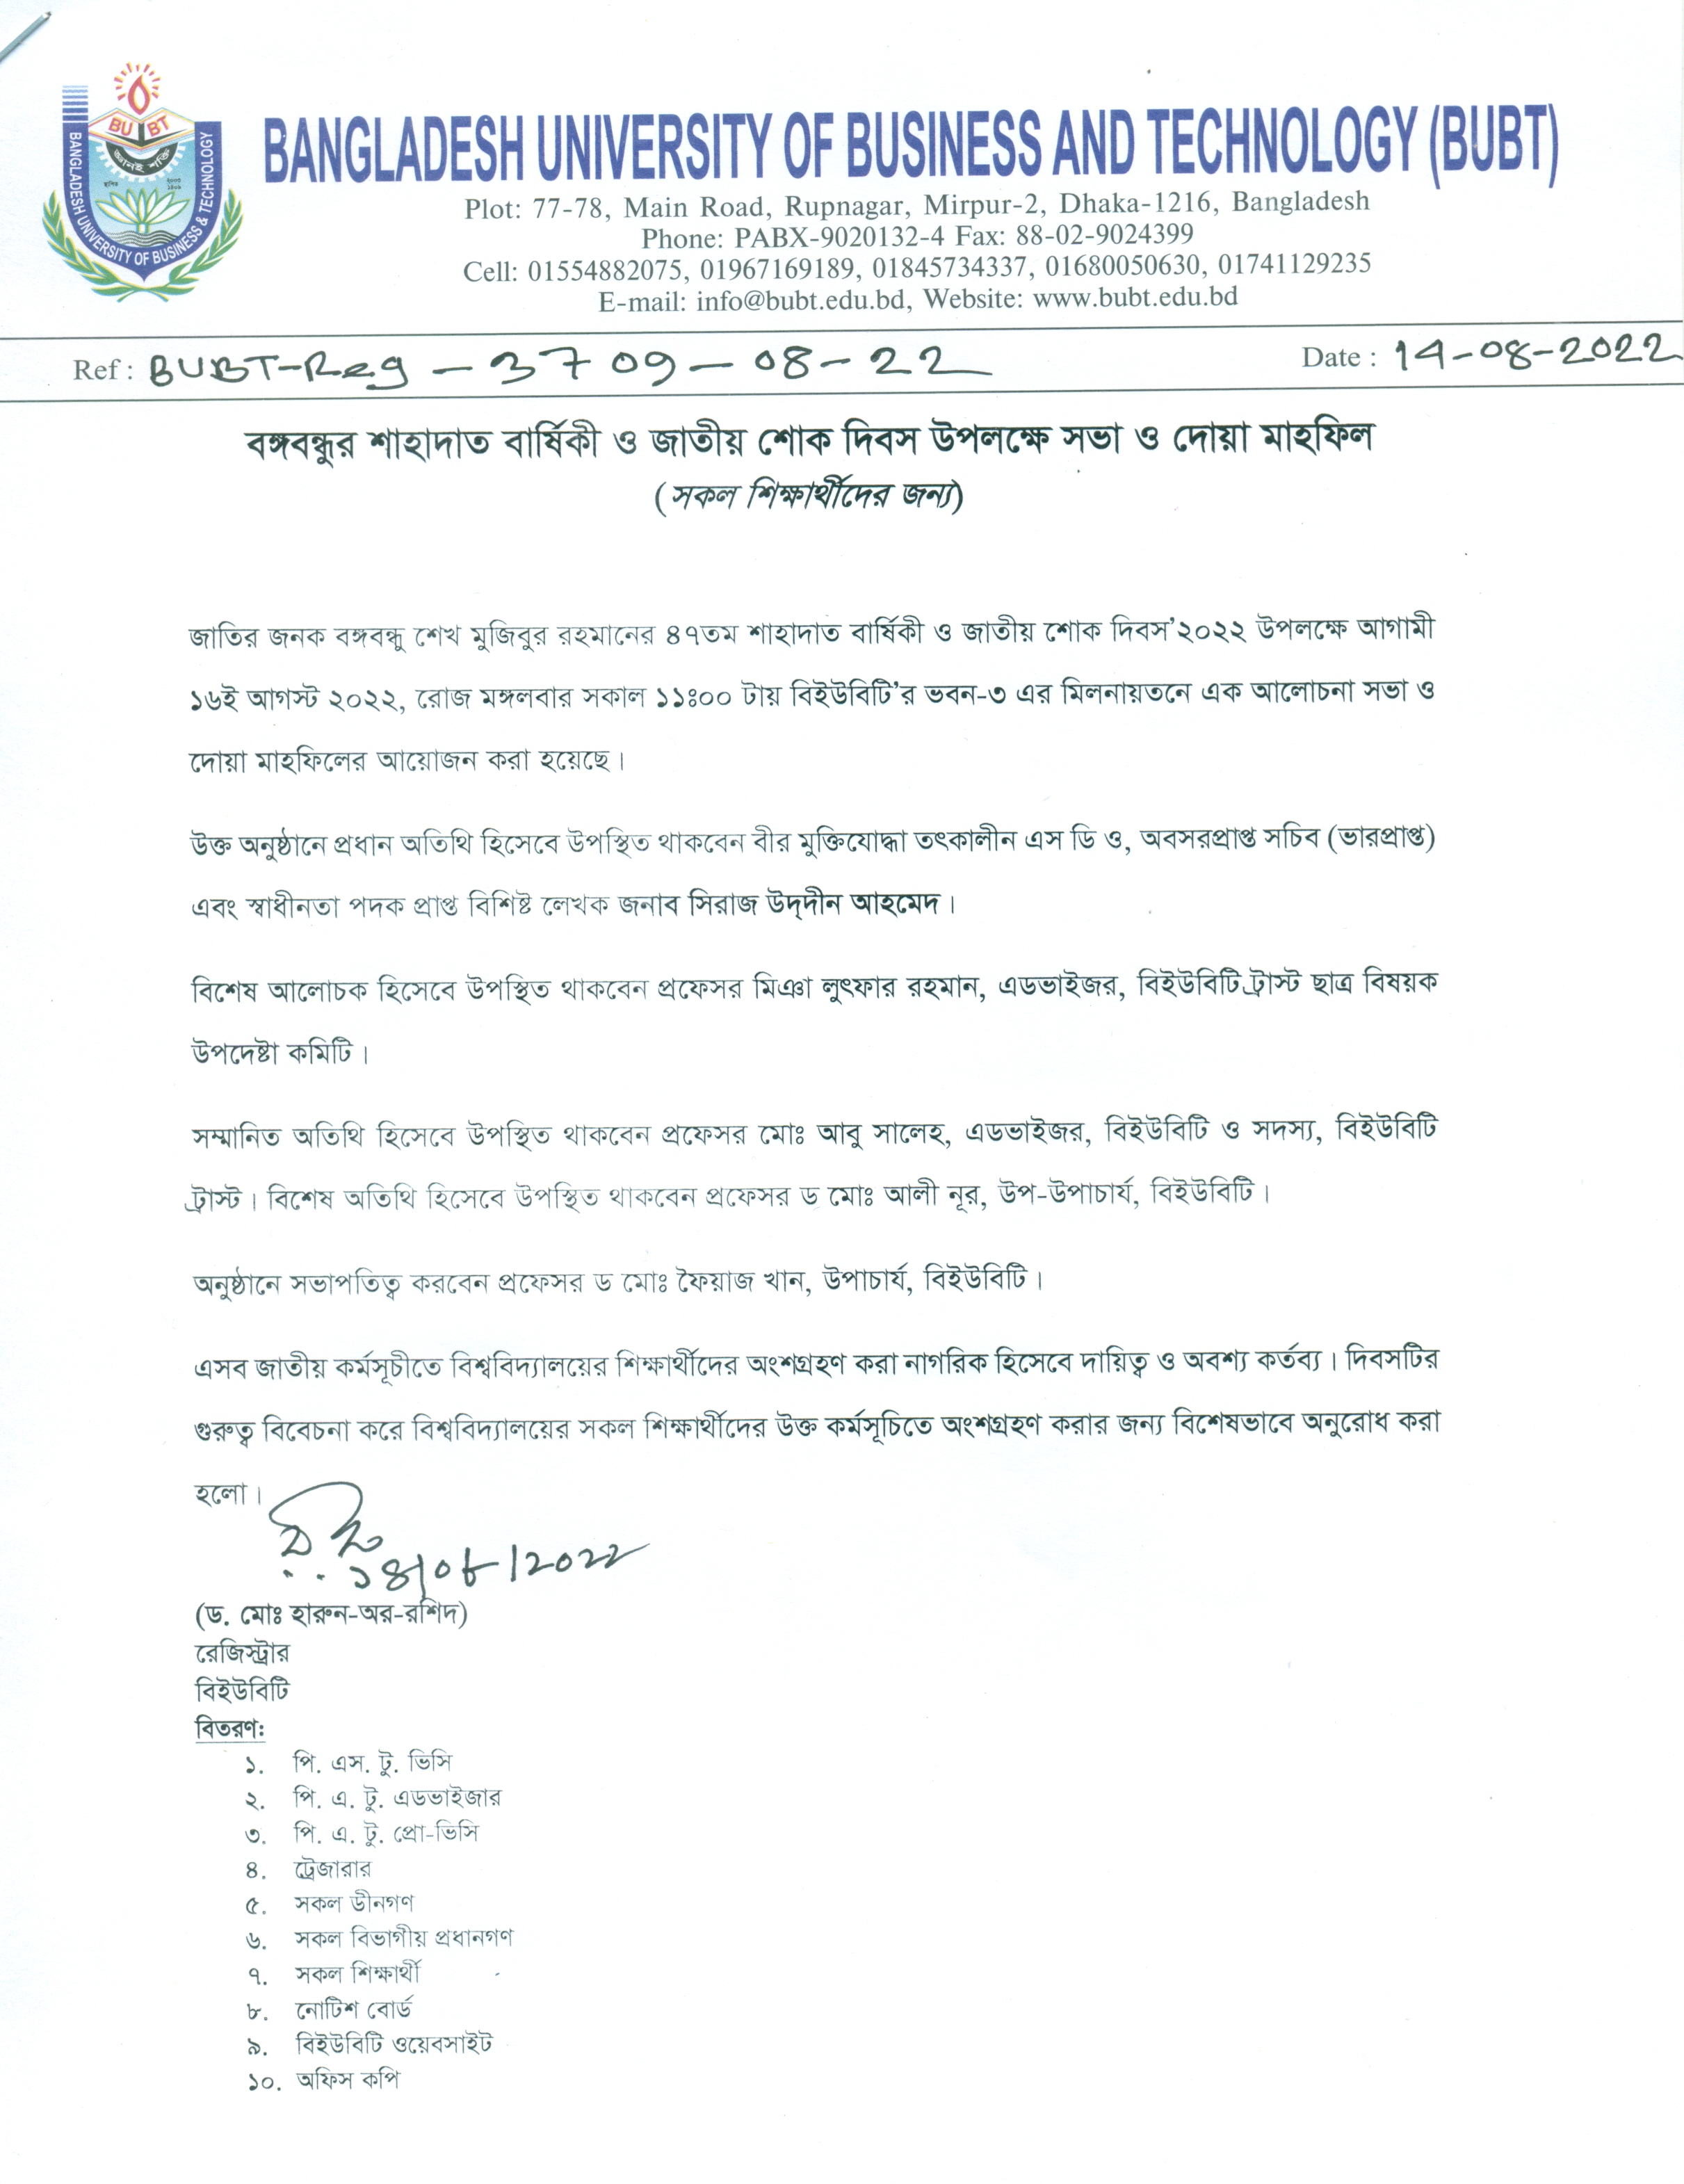 BU BT
জ্ঞানই শক্তি
BANGLADESH UNIVERSITY OF BUSINESS & TECHNOLOGY
BANGLADESH UNIVERSITY OF BUSINESS AND TECHNOLOGY (BUBT)
Plot: 77-78, Main Road, Rupnagar, Mirpur-2, Dhaka-1216, Bangladesh
Phone: PABX-9020132-4 Fax: 88-02-9024399
Cell: 01554882075, 01967169189, 01845734337, 01680050630, 01741129235
E-mail: info@bubt.edu.bd, Website: www.bubt.edu.bd
Ref : BUBT-Reg - 3709-08-22 Date : 14-08-2022
বঙ্গবন্ধুর শাহাদাত বার্ষিকী ও জাতীয় শোক দিবস উপলক্ষে সভা ও দোয়া মাহফিল
(সকল শিক্ষার্থীদের জন্য)
জাতির জনক বঙ্গবন্ধু শেখ মুজিবুর রহমানের ৪৭তম শাহাদাত বার্ষিকী ও জাতীয় শোক দিবস'২০২২ উপলক্ষে আগামী
১৬ই আগস্ট ২০২২, রোজ মঙ্গলবার সকাল ১১ঃ০০ টায় বিইউবিটি'র ভবন-৩ এর মিলনায়তনে এক আলোচনা সভা ও
দোয়া মাহফিলের আয়োজন করা হয়েছে।
উক্ত অনুষ্ঠানে প্রধান অতিথি হিসেবে উপস্থিত থাকবেন বীর মুক্তিযোদ্ধা তৎকালীন এস ডি ও, অবসরপ্রাপ্ত সচিব (ভারপ্রাপ্ত)
এবং স্বাধীনতা পদক প্রাপ্ত বিশিষ্ট লেখক জনাব সিরাজ উদ্‌দীন আহমেদ।
বিশেষ আলোচক হিসেবে উপস্থিত থাকবেন প্রফেসর মিঞা লুৎফার রহমান, এডভাইজর, বিইউবিটি ট্রাস্ট ছাত্র বিষয়ক
উপদেষ্টা কমিটি।
সম্মানিত অতিথি হিসেবে উপস্থিত থাকবেন প্রফেসর মোঃ আবু সালেহ, এডভাইজর, বিইউবিটি ও সদস্য, বিইউবিটি
ট্রাস্ট। বিশেষ অতিথি হিসেবে উপস্থিত থাকবেন প্রফেসর ড মোঃ আলী নূর, উপ-উপাচার্য, বিইউবিটি।
অনুষ্ঠানে সভাপতিত্ব করবেন প্রফেসর ড মোঃ ফৈয়াজ খান, উপাচার্য, বিইউবিটি।
এসব জাতীয় কর্মসূচীতে বিশ্ববিদ্যালয়ের শিক্ষার্থীদের অংশগ্রহণ করা নাগরিক হিসেবে দায়িত্ব ও অবশ্য কর্তব্য। দিবসটির
গুরুত্ব বিবেচনা করে বিশ্ববিদ্যালয়ের সকল শিক্ষার্থীদের উক্ত কর্মসূচিতে অংশগ্রহণ করার জন্য বিশেষভাবে অনুরোধ করা
হলো।
১৪/০৮/2022
(ড. মোঃ হারুন-অর-রশিদ)
রেজিস্ট্রার
বিইউবিটি
বিতরণ:
১. পি. এস. টু. ভিসি
২. পি. এ. টু. এডভাইজার
৩. পি. এ. টু. প্রো-ভিসি
৪. ট্রেজারার
৫. সকল ডীনগণ
৬. সকল বিভাগীয় প্রধানগণ
৭. সকল শিক্ষার্থী
৮. নোটিশ বোর্ড
৯. বিইউবিটি ওয়েবসাইট
১০. অফিস কপি